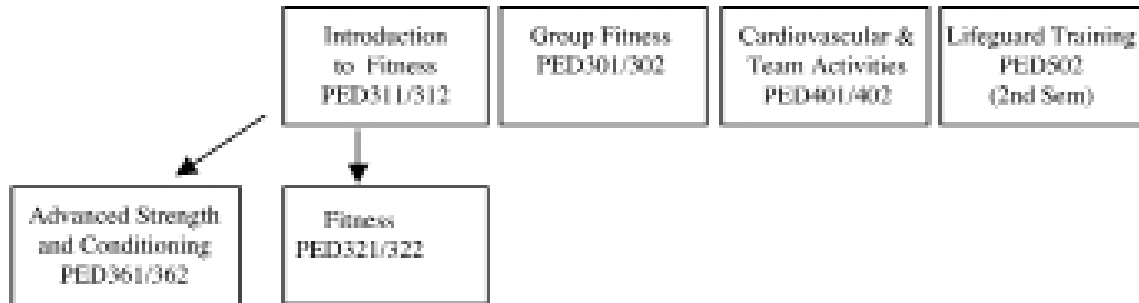 Introduction
to Fitness
PED311/312
Group Fitness
PED301/302
Cardiovascular &
Team Activities
PED401/402
Lifeguard Training
PED502
(2nd Sem)
Advanced Strength
and Conditioning
PED361/362
Fitness
PED321/322